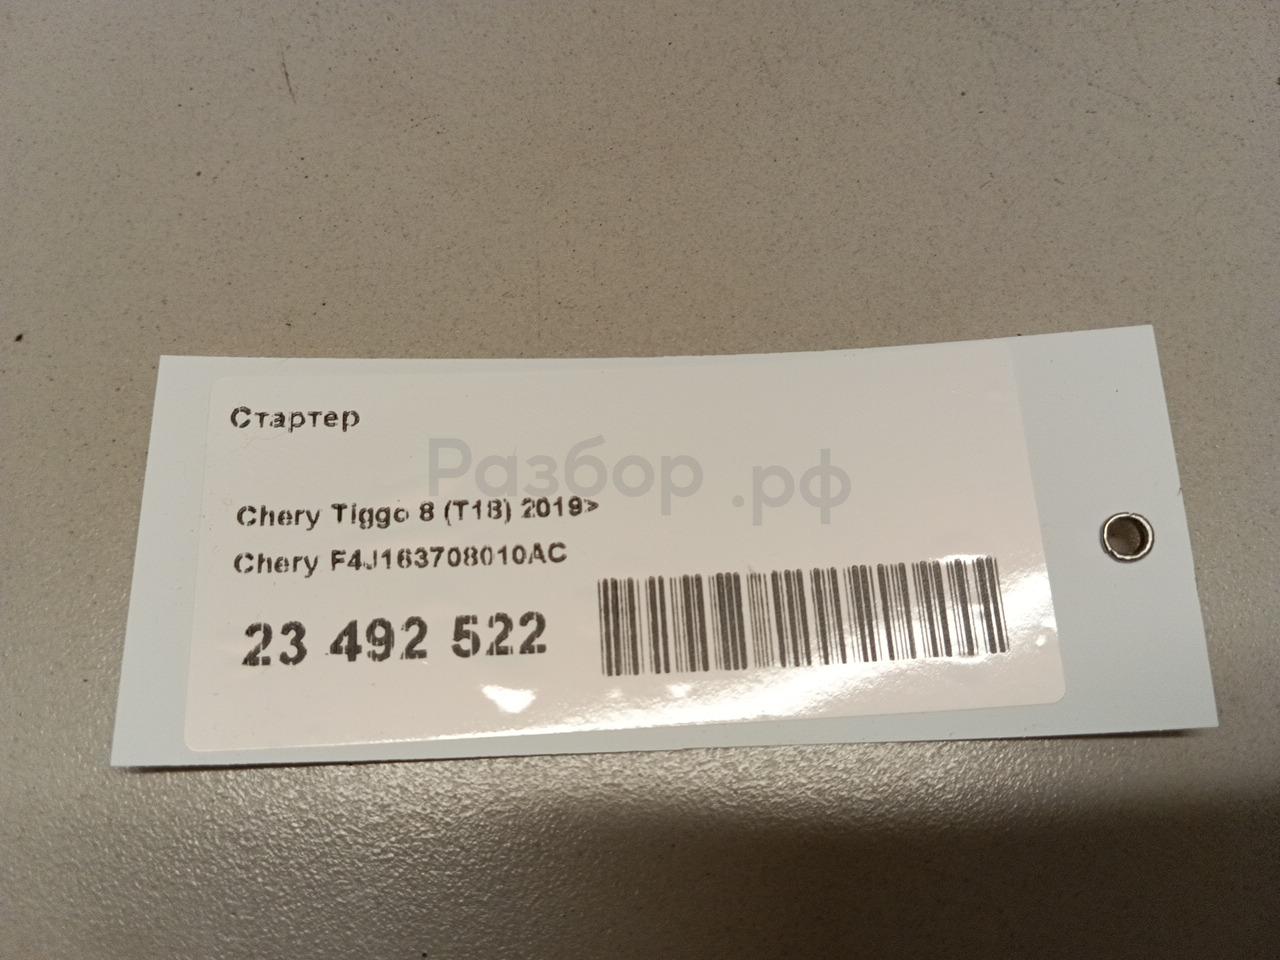 Стартер
Разбор.рф
Chery Tiggo 8 (T18) 2019>
Chery F4J163708010AC
23 492 522